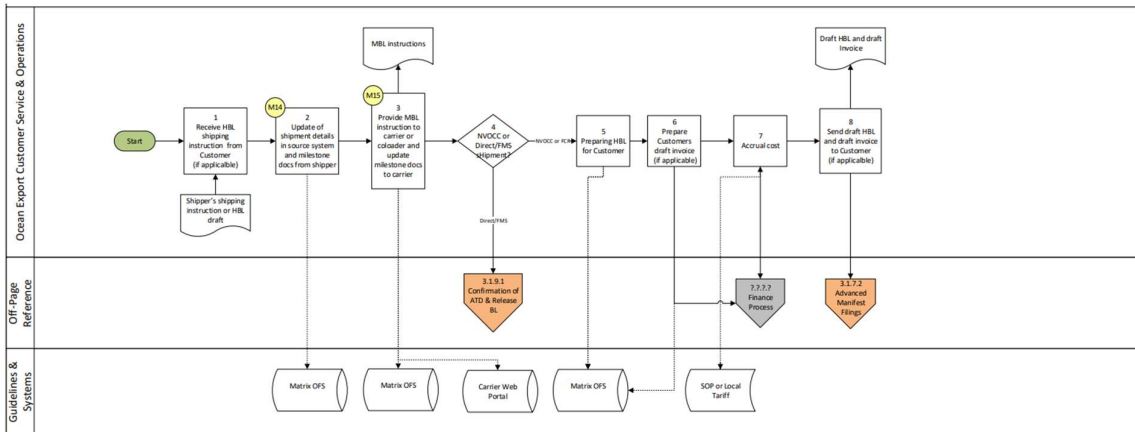 Ocean Export Customer Service & Operations
MBL instructions
Draft HBL and draft
Invoice
M14
M15
Start
1
Receive HBL
shipping
instruction from
Customer
(if applicable)
2
Update of
shipment details
in source system
and milestone
docs from shipper
3
Provide MBL
instruction to
carrier or
coloader and
update
milestone docs
to carrier
4
NVOCC or
Direct/FMS
sHipment?
NVOCC or FCR
5
Preparing HBL
for Customer
6
Prepare
Customers
draft invoice
(if applicable)
7
Accrual cost
8
Send draft HBL
and draft invoice
to Customer
(if applicable)
Shipper's shipping
instruction or HBL
draft
Direct/FMS
Off-Page
Reference
3.1.9.1
Confirmation of
ATD & Release
BL
?.?.?.?
Finance
Process
3.1.7.2
Advanced
Manifest
Filings
Guidelines &
Systems
Matrix OFS
Matrix OFS
Carrier Web
Portal
Matrix OFS
SOP or Local
Tariff